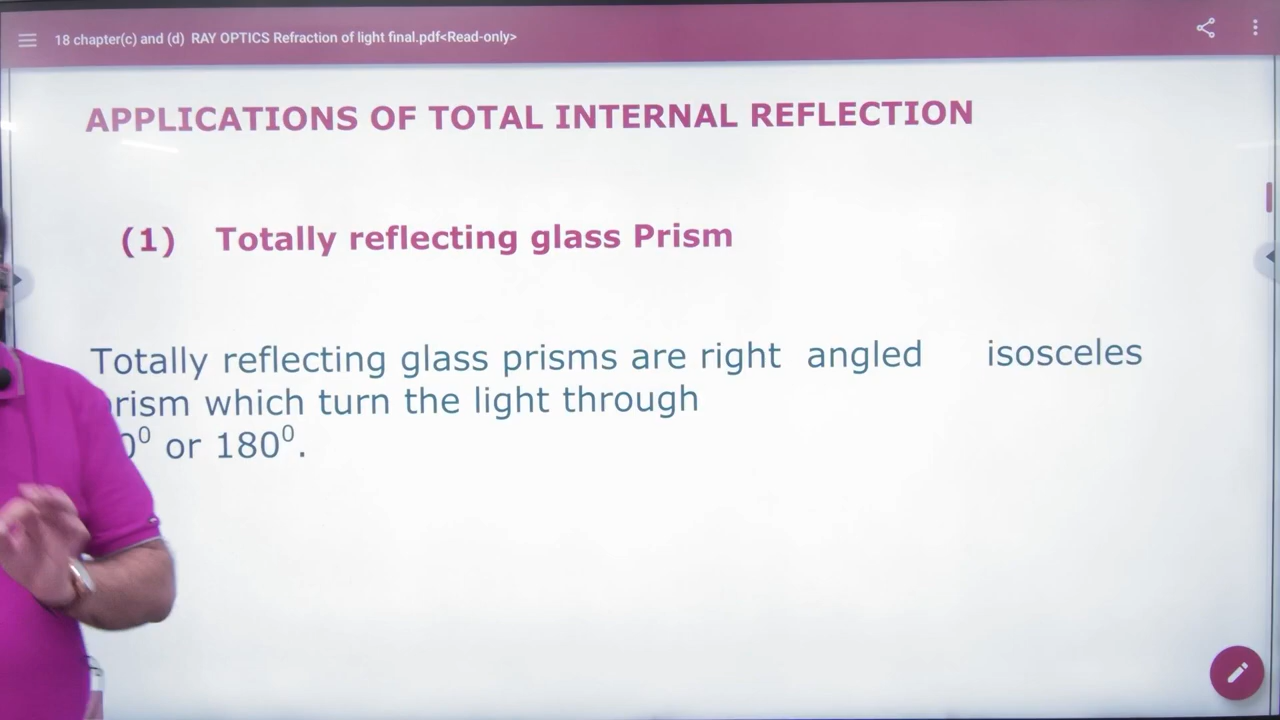 18 chapter(c) and (d) RAY OPTICS Refraction of light final.pdf<Read-only>
APPLICATIONS OF TOTAL INTERNAL REFLECTION
(1) Totally reflecting glass Prism
Totally reflecting glass prisms are right angled isosceles
rism which turn the light through
0⁰ or 180⁰.